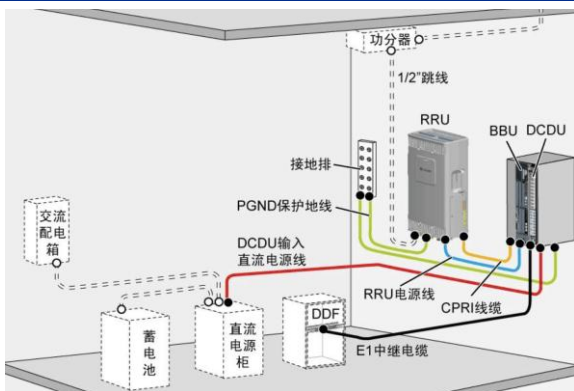 功分器
1/2"跳线
RRU
BBU DCDU
接地排
PGND保护地线
交流
配电
箱
DCDU输入
直流电源线
RRU电源线
CPRI线缆
DDF
蓄
电
池
直流
电源
柜
E1中继电缆